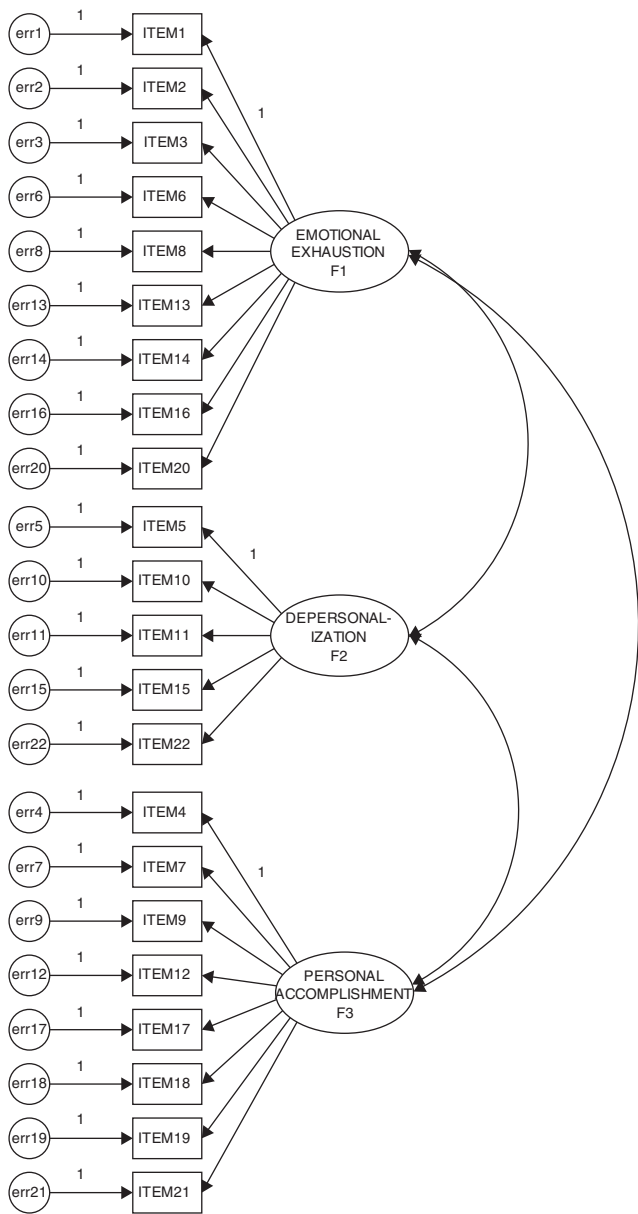 1
err1
ITEM1
1
err2
ITEM2
1
1
err3
ITEM3
1
err6
ITEM6
EMOTIONAL
EXHAUSTION
F1
1
err8
ITEM8
1
err13
ITEM13
1
err14
ITEM14
1
err16
ITEM16
1
err20
ITEM20
1
err5
ITEM5
1
1
err10
ITEM10
DEPERSONAL-
IZATION
F2
1
err11
ITEM11
1
err15
ITEM15
1
err22
ITEM22
1
err4
ITEM4
1
err7
ITEM7
1
1
err9
ITEM9
1
err12
ITEM12
PERSONAL
ACCOMPLISHMENT
F3
1
err17
ITEM17
1
err18
ITEM18
1
err19
ITEM19
1
err21
ITEM21